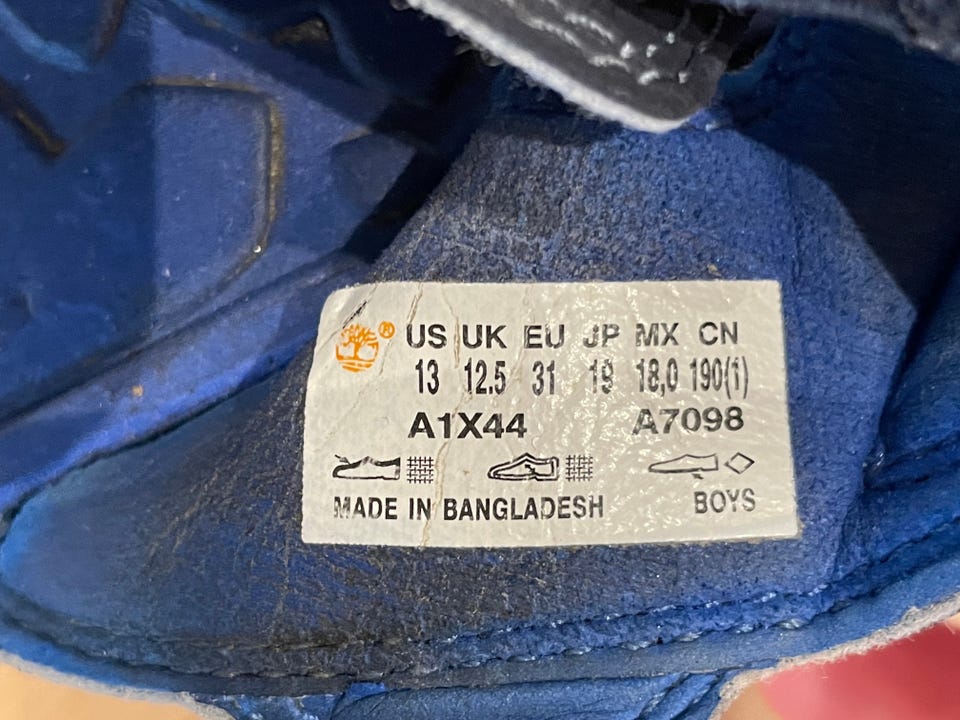 ® US UK EU JP MX CN
13 12.5 31 19 18,0 190(1)
A1X44 A7098
MADE IN BANGLADESH BOYS